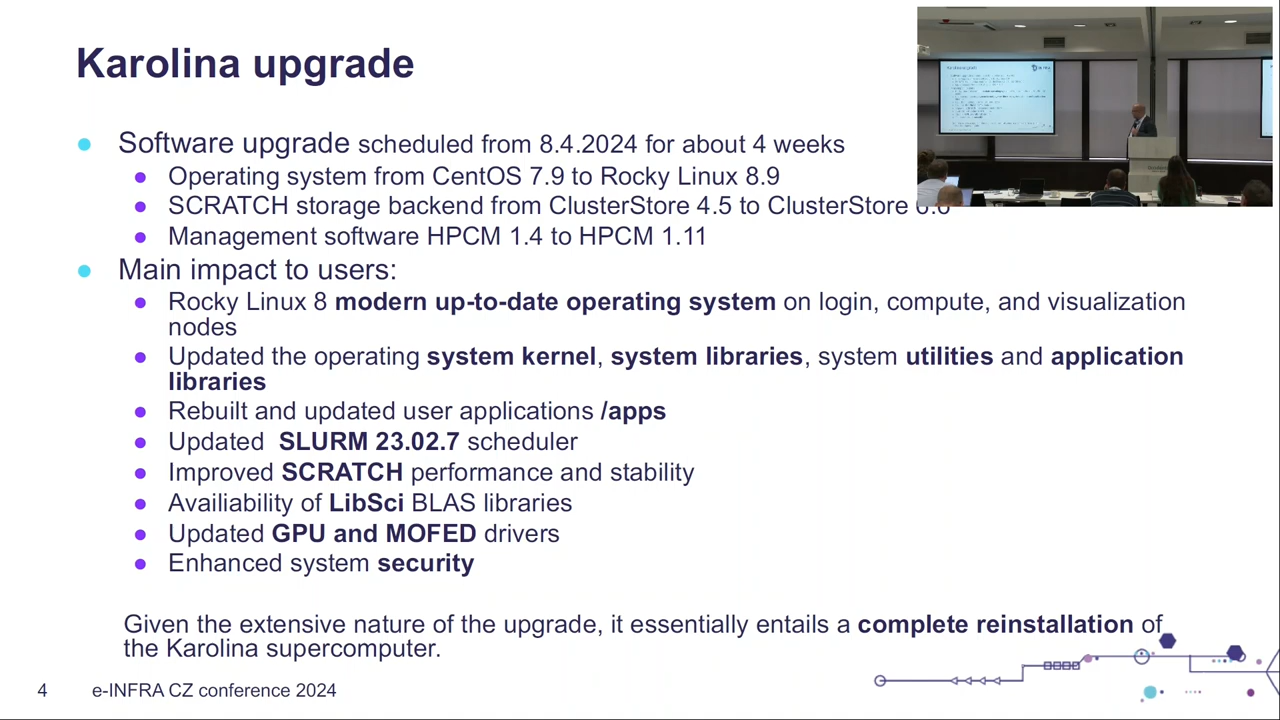 Karolina upgrade
● Software upgrade scheduled from 8.4.2024 for about 4 weeks
● Operating system from CentOS 7.9 to Rocky Linux 8.9
● SCRATCH storage backend from ClusterStore 4.5 to ClusterStore
● Management software HPCM 1.4 to HPCM 1.11
● Main impact to users:
● Rocky Linux 8 modern up-to-date operating system on login, compute, and visualization
nodes
● Updated the operating system kernel, system libraries, system utilities and application
libraries
● Rebuilt and updated user applications /apps
● Updated SLURM 23.02.7 scheduler
● Improved SCRATCH performance and stability
● Availiability of LibSci BLAS libraries
● Updated GPU and MOFED drivers
● Enhanced system security
Given the extensive nature of the upgrade, it essentially entails a complete reinstallation of
the Karolina supercomputer.
4 e-INFRA CZ conference 2024